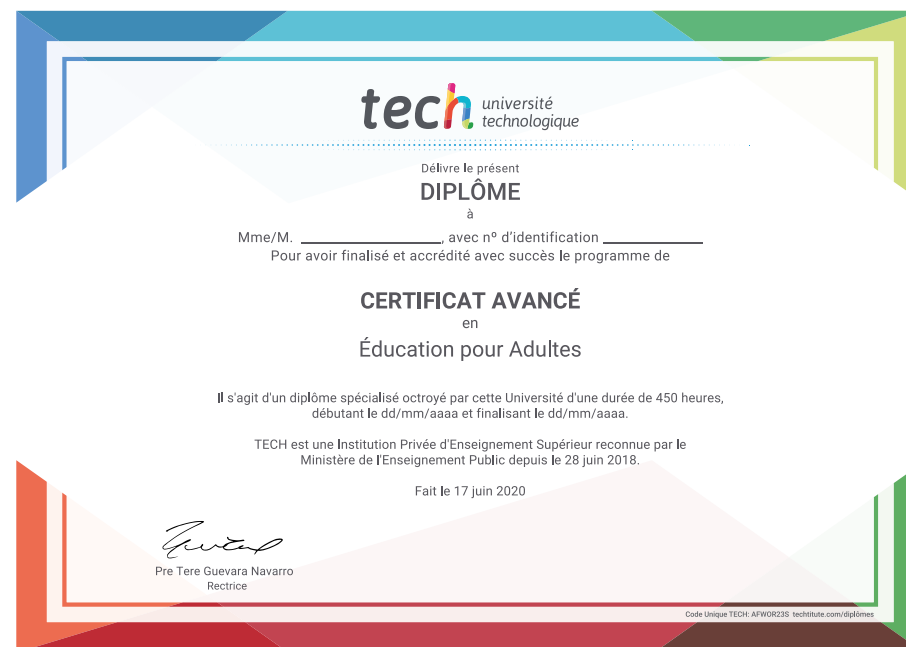 tech université
technologique
Délivre le présent
DIPLÔME
à
Mme/M. ____________________, avec nº d'identification ______________
Pour avoir finalisé et accrédité avec succès le programme de
CERTIFICAT AVANCÉ
en
Éducation pour Adultes
Il s'agit d'un diplôme spécialisé octroyé par cette Université d'une durée de 450 heures,
débutant le dd/mm/aaaa et finalisant le dd/mm/aaaa.
TECH est une Institution Privée d'Enseignement Supérieur reconnue par le
Ministère de l'Enseignement Public depuis le 28 juin 2018.
Fait le 17 juin 2020
Pre Tere Guevara Navarro
Rectrice
Code Unique TECH: AFWOR23S techtitute.com/diplômes